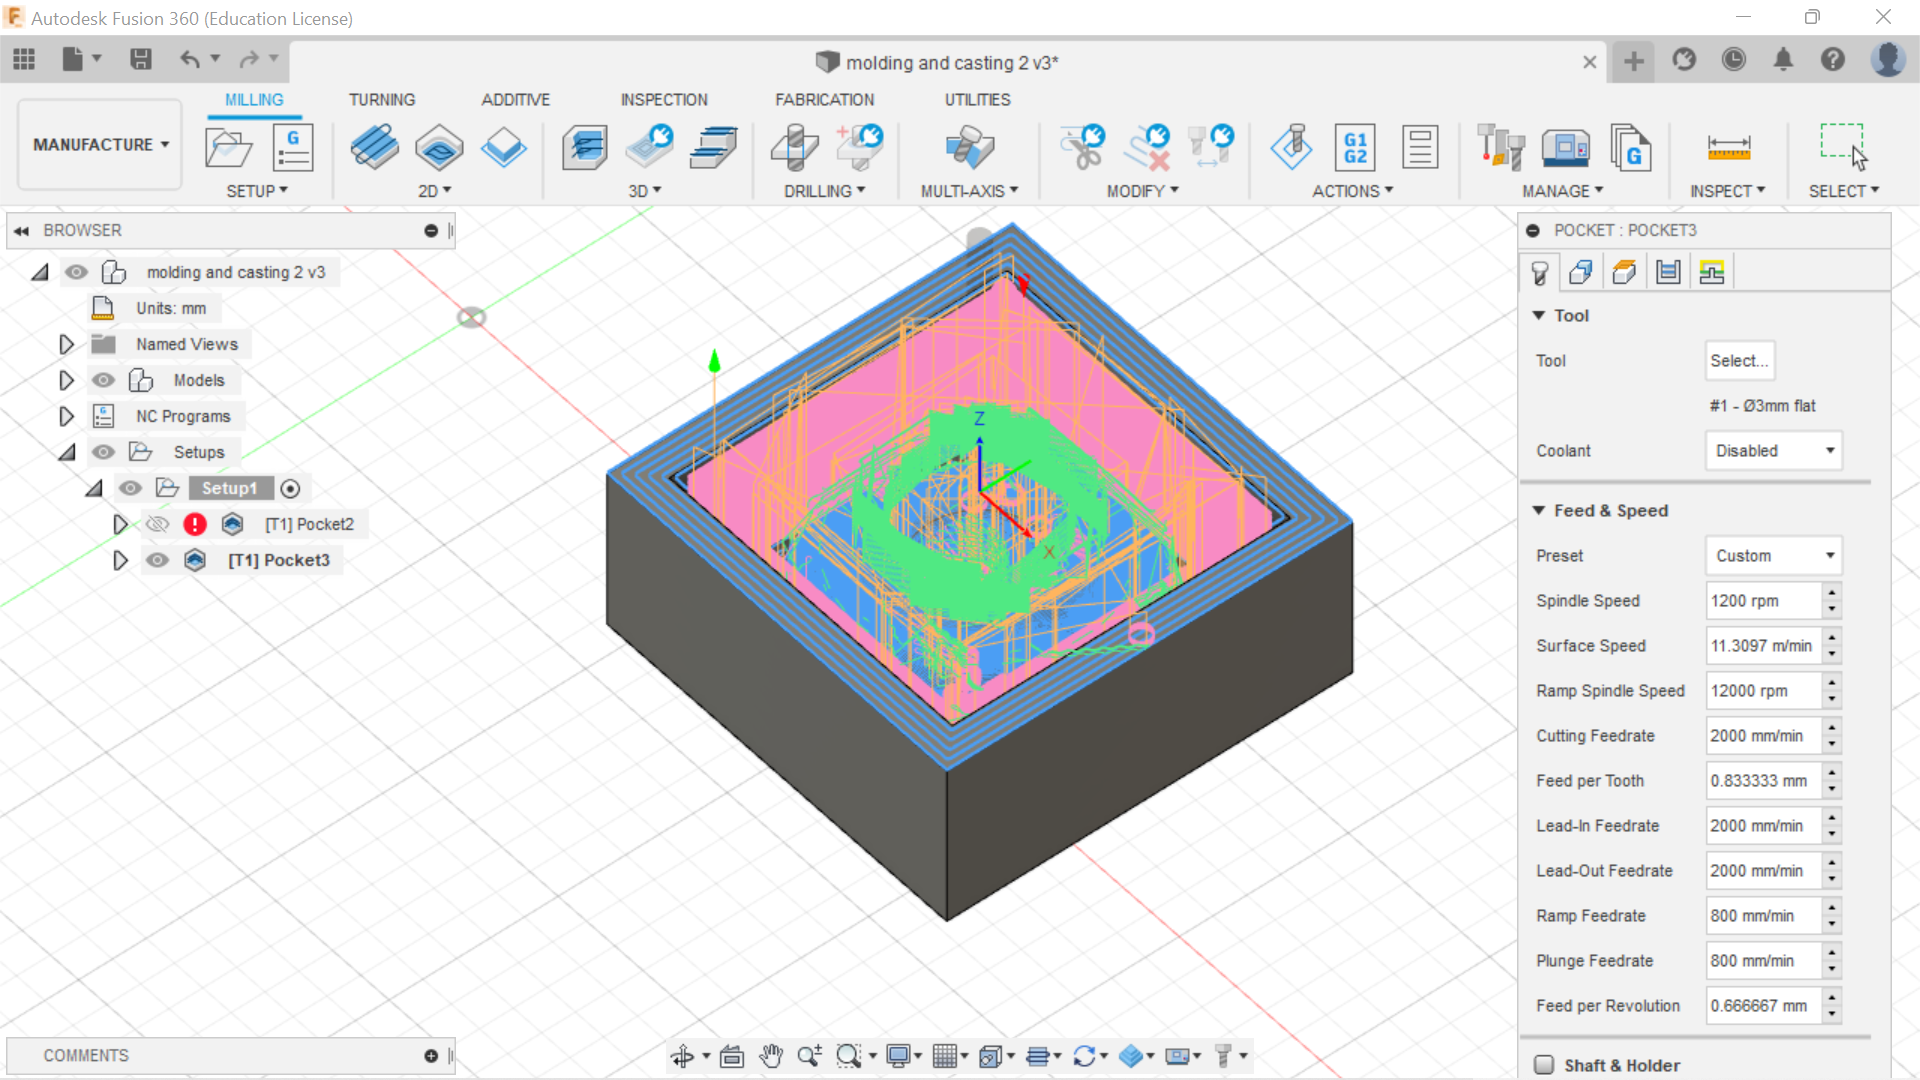 Autodesk Fusion 360 (Education License)
molding and casting 2 v3*
MILLING
TURNING
ADDITIVE
INSPECTION
FABRICATION
UTILITIES
MANUFACTURE
G
G1
G2
G
SETUP
2D
3D
DRILLING
MULTI-AXIS
MODIFY
ACTIONS
MANAGE
INSPECT
SELECT
BROWSER
molding and casting 2 v3
Units: mm
Named Views
Models
NC Programs
Setups
Setup1
[T1] Pocket2
[T1] Pocket3
Z
X
POCKET : POCKET3
Tool
Tool
Select...
#1 - Ø3mm flat
Coolant
Disabled
Feed & Speed
Preset
Custom
Spindle Speed
1200 rpm
Surface Speed
11.3097 m/min
Ramp Spindle Speed
12000 rpm
Cutting Feedrate
2000 mm/min
Feed per Tooth
0.833333 mm
Lead-In Feedrate
2000 mm/min
Lead-Out Feedrate
2000 mm/min
Ramp Feedrate
800 mm/min
Plunge Feedrate
800 mm/min
Feed per Revolution
0.666667 mm
Shaft & Holder
COMMENTS